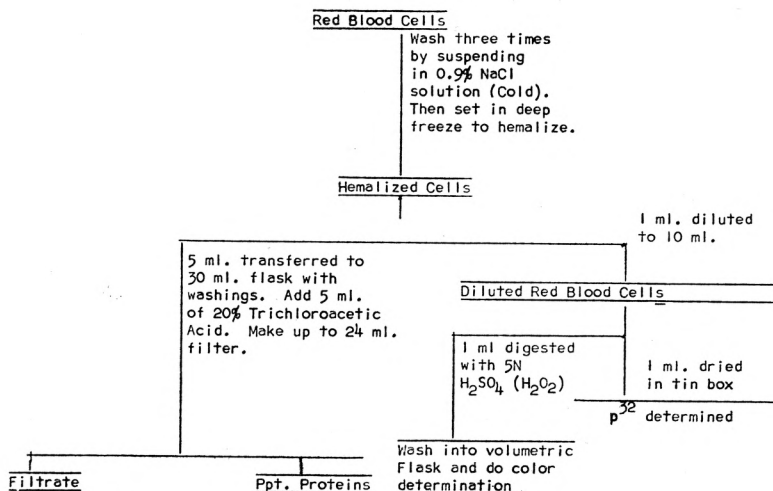 Red Blood Cells
Wash three times
by suspending
in 0.9% NaCl
solution (Cold).
Then set in deep
freeze to hemalize.
Hemalized Cells
1 ml. diluted
to 10 ml.
5 ml. transferred to
30 ml. flask with
washings. Add 5 ml.
of 20% Trichloroacetic
Acid. Make up to 24 ml.
filter.
Diluted Red Blood Cells
1 ml digested
with 5N
H₂SO₄ (H₂O₂)
1 ml. dried
in tin box
p³² determined
Wash into volumetric
Flask and do color
determination
Filtrate
Ppt. Proteins